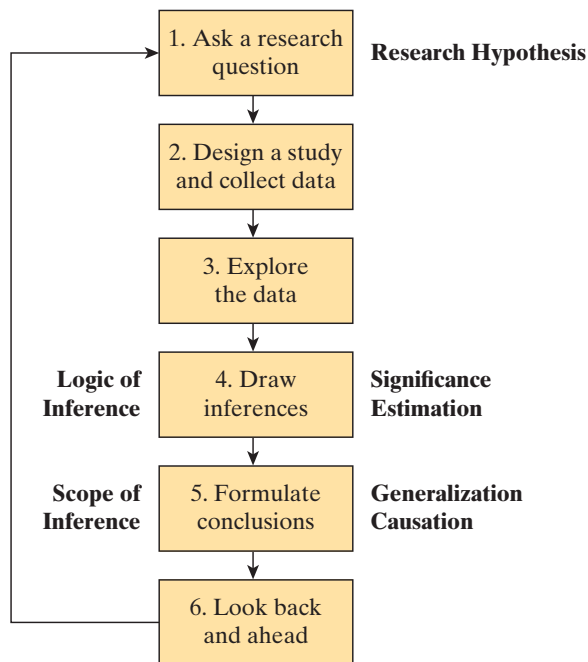 1. Ask a research
question
Research Hypothesis
2. Design a study
and collect data
3. Explore
the data
Logic of
Inference
4. Draw
inferences
Significance
Estimation
Scope of
Inference
5. Formulate
conclusions
Generalization
Causation
6. Look back
and ahead